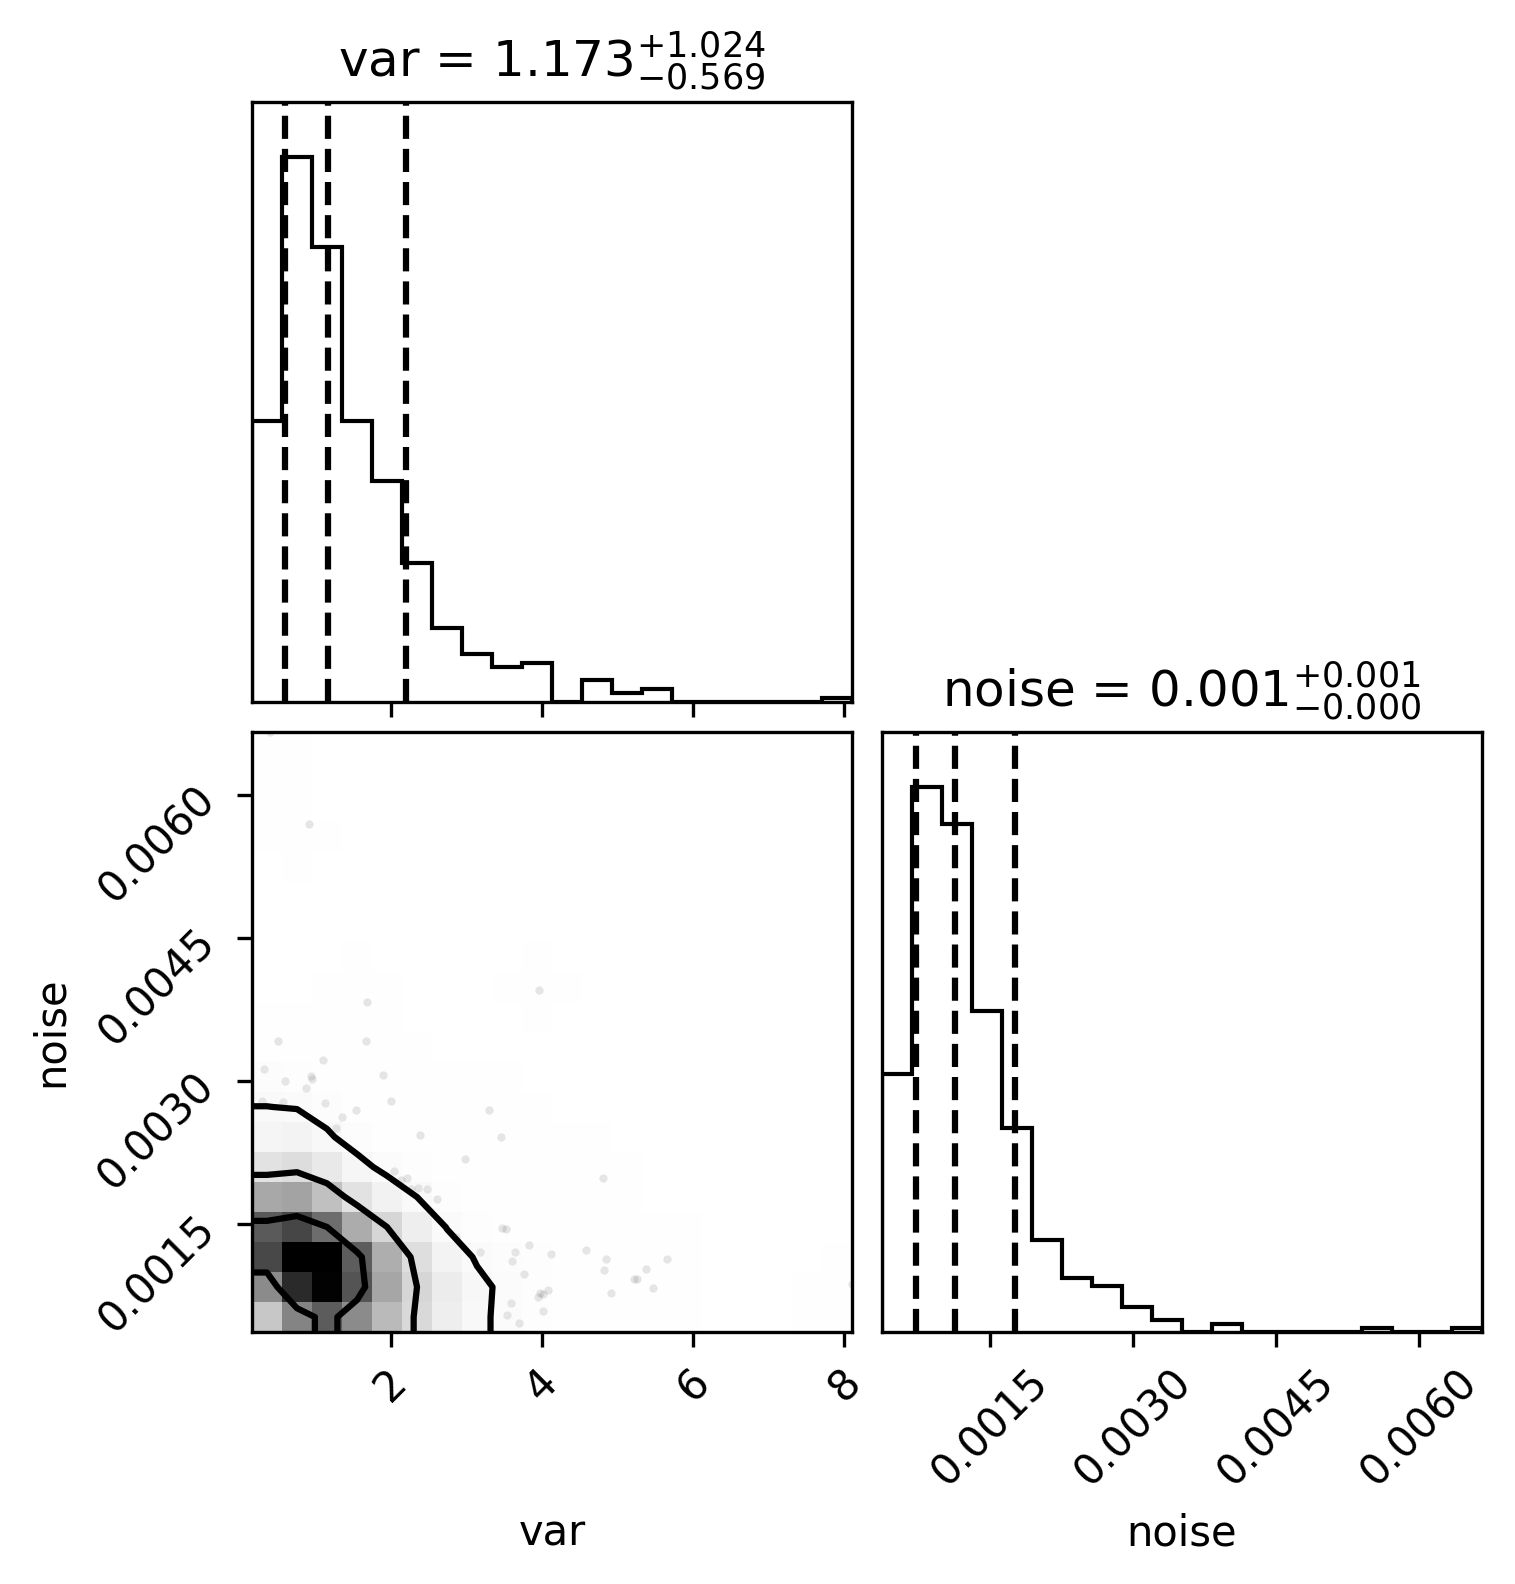 var = 1.173 +1.024 −0.569
noise = 0.001 +0.001 −0.000
0.0060
0.0045
0.0030
0.0015
noise
2 4 6 8
var
0.0015 0.0030 0.0045 0.0060
noise